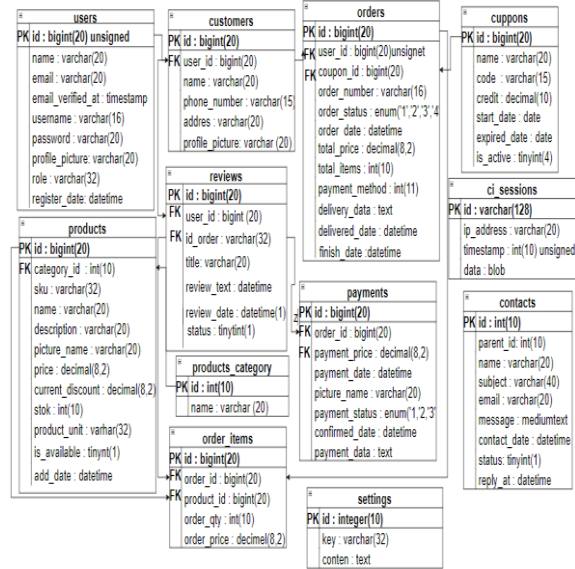 users
PK id : bigint(20) unsigned
name : varchar(20)
email : varchar(20)
email_verified_at : timestamp
username : varchar(16)
password : varchar(20)
profile_picture: varchar(20)
role : varchar(32)
register_date: datetime
customers
PK id : bigint(20)
FK user_id : bigint(20)
name : varchar(20)
phone_number : varchar(15)
addres : varchar(20)
profile_picture: varchar (20)
orders
PK id : bigint(20)
FK user_id : bigint(20)unsignet
FK coupon_id : bigint(20)
order_number : varchar(16)
order_status : enum('1','2','3','4
order_date : datetime
total_price : decimal(8,2)
total_items : int(10)
payment_method : int(11)
delivery_data : text
delivered_date : datetime
finish_date :datetime
cuppons
PK id : bigint(20)
name : varchar(20)
code : varchar(15)
credit : decimal(10)
start_date : date
expired_date : date
is_active : tinyint(4)
reviews
PK id : bigint(20)
FK user_id : bigint (20)
FK id_order : varchar(32)
title: varchar(20)
review_text : datetime
review_date : datetime(1)
status : tinytint(1)
ci_sessions
PK id : varchar(128)
ip_address : varchar(20)
timestamp : int(10) unsigned
data : blob
products
PK id : bigint(20)
FK category_id : int(10)
sku : varchar(32)
name : varchar(20)
description : varchar(20)
picture_name : varchar(20)
price : decimal(8,2)
current_discount : decimal(8,2)
stok : int(10)
product_unit : varhar(32)
is_available : tinynt(1)
add_date : datetime
payments
PK id : bigint(20)
FK order_id : bigint(20)
FK payment_price : decimal(8,2)
payment_date : datetime
picture_name : varchar(20)
payment_status : enum('1,'2,'3'
confirmed_date : datetime
payment_data : text
contacts
PK id : int(10)
parent_id: int(10)
name : varchar(20)
subject : varchar(40)
email : varchar(20)
message : mediumtext
contact_date : datetime
status: tinyint(1)
reply_at : datetime
products_category
PK id : int(10)
name : varchar (20)
order_items
PK id : bigint(20)
FK order_id : bigint(20)
FK product_id : bigint(20)
order_qty : int(10)
order_price : decimel(8,2)
settings
PK id : integer(10)
key : varchar(32)
conten : text